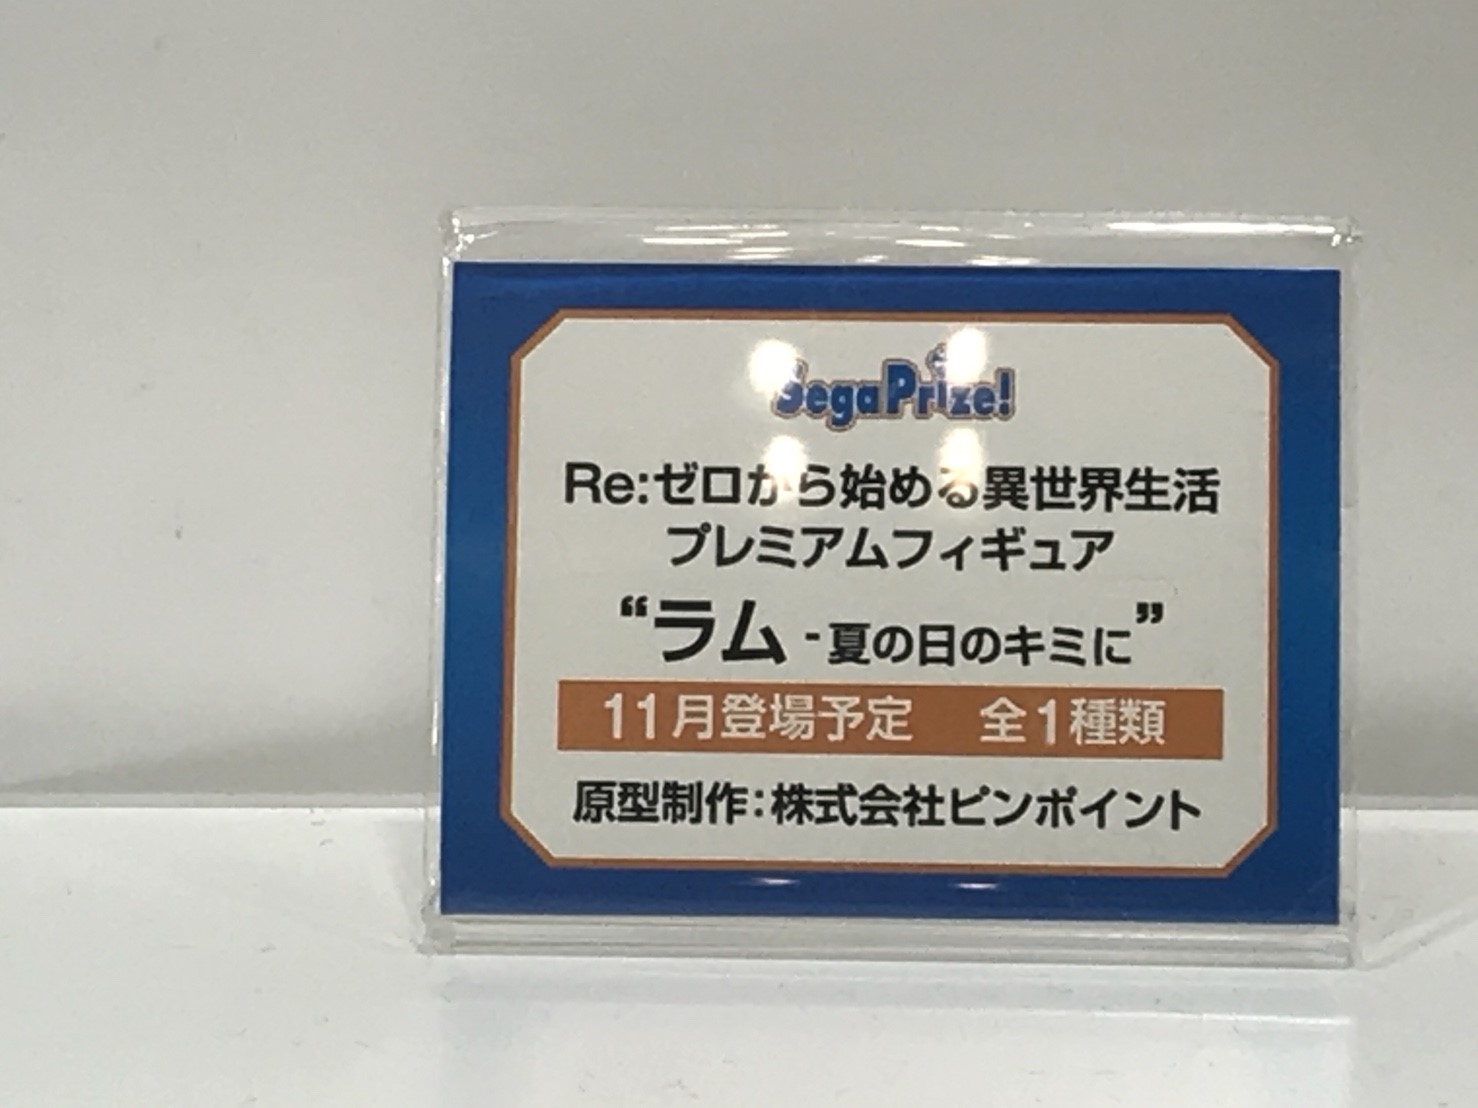 Sega Prize!
Re:ゼロから始める異世界生活
プレミアムフィギュア
“ラム -夏の日のキミに”
11月登場予定 全1種類
原型制作:株式会社ピンポイント